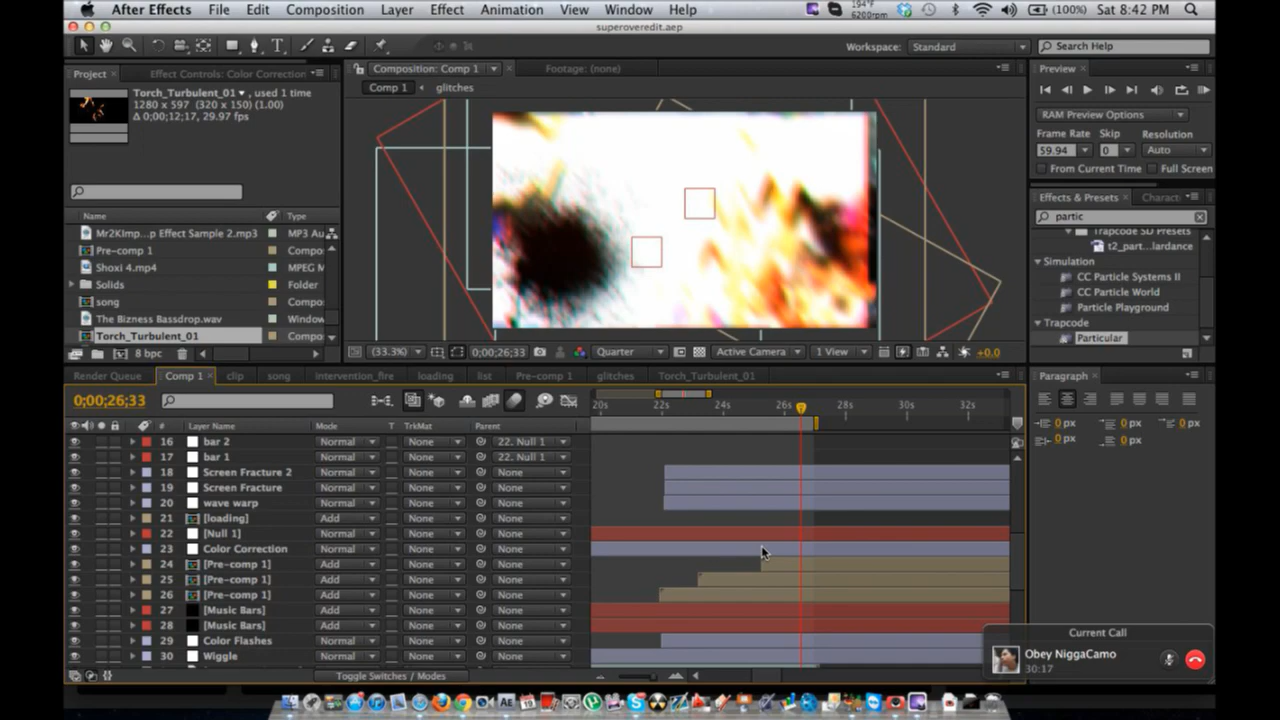 After Effects File Edit Composition Layer Effect Animation View Window Help 194°F 6200rpm (100%) Sat 8:42 PM
superoveredit.aep
Workspace: Standard Search Help
Project Effect Controls: Color Correction Composition: Comp 1 Footage: (none) Preview
Comp 1 glitches
Torch_Turbulent_01 , used 1 time
1280 x 597 (320 x 150) (1.00)
Δ 0;00;12;17, 29.97 fps
RAM Preview Options
Frame Rate Skip Resolution
59.94 0 Auto
From Current Time Full Screen
Effects & Presets Charact
partic
Trapcode SD Presets
t2_part...lardance
Simulation
CC Particle Systems II
CC Particle World
Particle Playground
Trapcode
Particular
Name Type
Mr2KImp...p Effect Sample 2.mp3 MP3 Au
Pre-comp 1 Compo
Shoxi 4.mp4 MPEG M
Solids Folder
song Compo
The Bizness Bassdrop.wav Window
Torch_Turbulent_01 Compo
8 bpc
(33.3%) 0;00;26;33 Quarter Active Camera 1 View +0.0
Render Queue Comp 1 clip song intervention_fire loading list Pre-comp 1 glitches Torch_Turbulent_01
Paragraph
0 px 0 px 0 px
0 px 0 px
0;00;26;33
20s 22s 24s 26s 28s 30s 32s
# Layer Name Mode T TrkMat Parent
16 bar 2 Normal None 22. Null 1
17 bar 1 Normal None 22. Null 1
18 Screen Fracture 2 Normal None None
19 Screen Fracture Normal None None
20 wave warp Normal None None
21 [loading] Add None None
22 [Null 1] Normal None None
23 Color Correction Normal None None
24 [Pre-comp 1] Add None None
25 [Pre-comp 1] Add None None
26 [Pre-comp 1] Add None None
27 [Music Bars] Add None None
28 [Music Bars] Add None None
29 Color Flashes Normal None None
30 Wiggle Normal None None
Toggle Switches / Modes
Current Call
Obey NiggaCamo
30:17